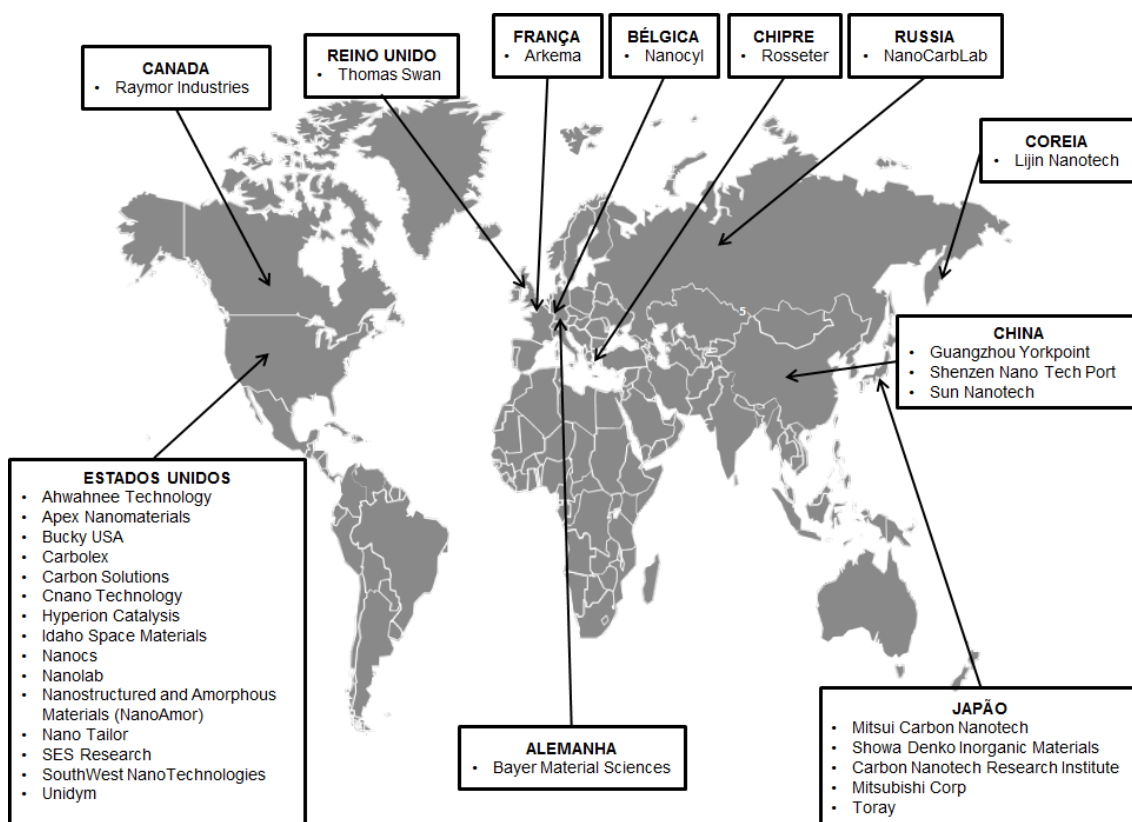 CANADA
• Raymor Industries
REINO UNIDO
• Thomas Swan
FRANÇA
• Arkema
BÉLGICA
• Nanocyl
CHIPRE
• Rosseter
RUSSIA
• NanoCarbLab
COREIA
• Lijin Nanotech
5
CHINA
• Guangzhou Yorkpoint
• Shenzen Nano Tech Port
• Sun Nanotech
ESTADOS UNIDOS
• Ahwahnee Technology
• Apex Nanomaterials
• Bucky USA
• Carbolex
• Carbon Solutions
• Cnano Technology
• Hyperion Catalysis
• Idaho Space Materials
• Nanocs
• Nanolab
• Nanostructured and Amorphous
Materials (NanoAmor)
• Nano Tailor
• SES Research
• SouthWest NanoTechnologies
• Unidym
ALEMANHA
• Bayer Material Sciences
JAPÃO
• Mitsui Carbon Nanotech
• Showa Denko Inorganic Materials
• Carbon Nanotech Research Institute
• Mitsubishi Corp
• Toray